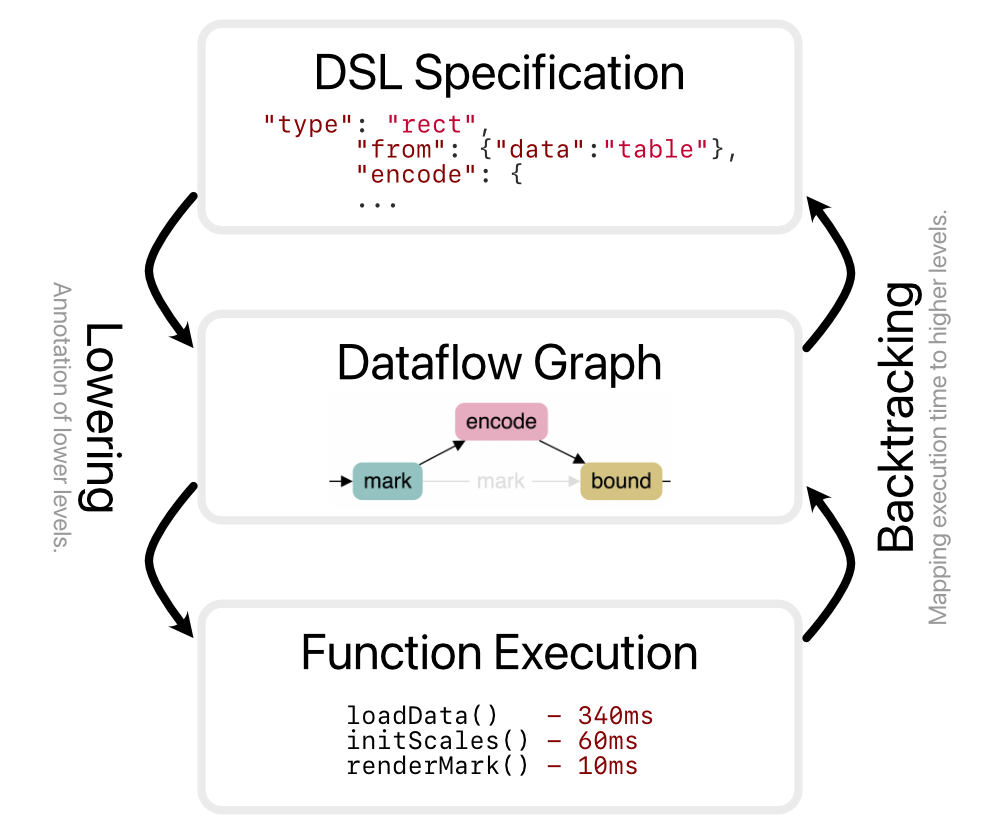 DSL Specification
"type": "rect",
"from": {"data":"table"},
"encode": {
...
Lowering
Annotation of lower levels.
Dataflow Graph
encode
mark
mark
bound
Backtracking
Mapping execution time to higher levels.
Function Execution
loadData() – 340ms
initScales() – 60ms
renderMark() – 10ms